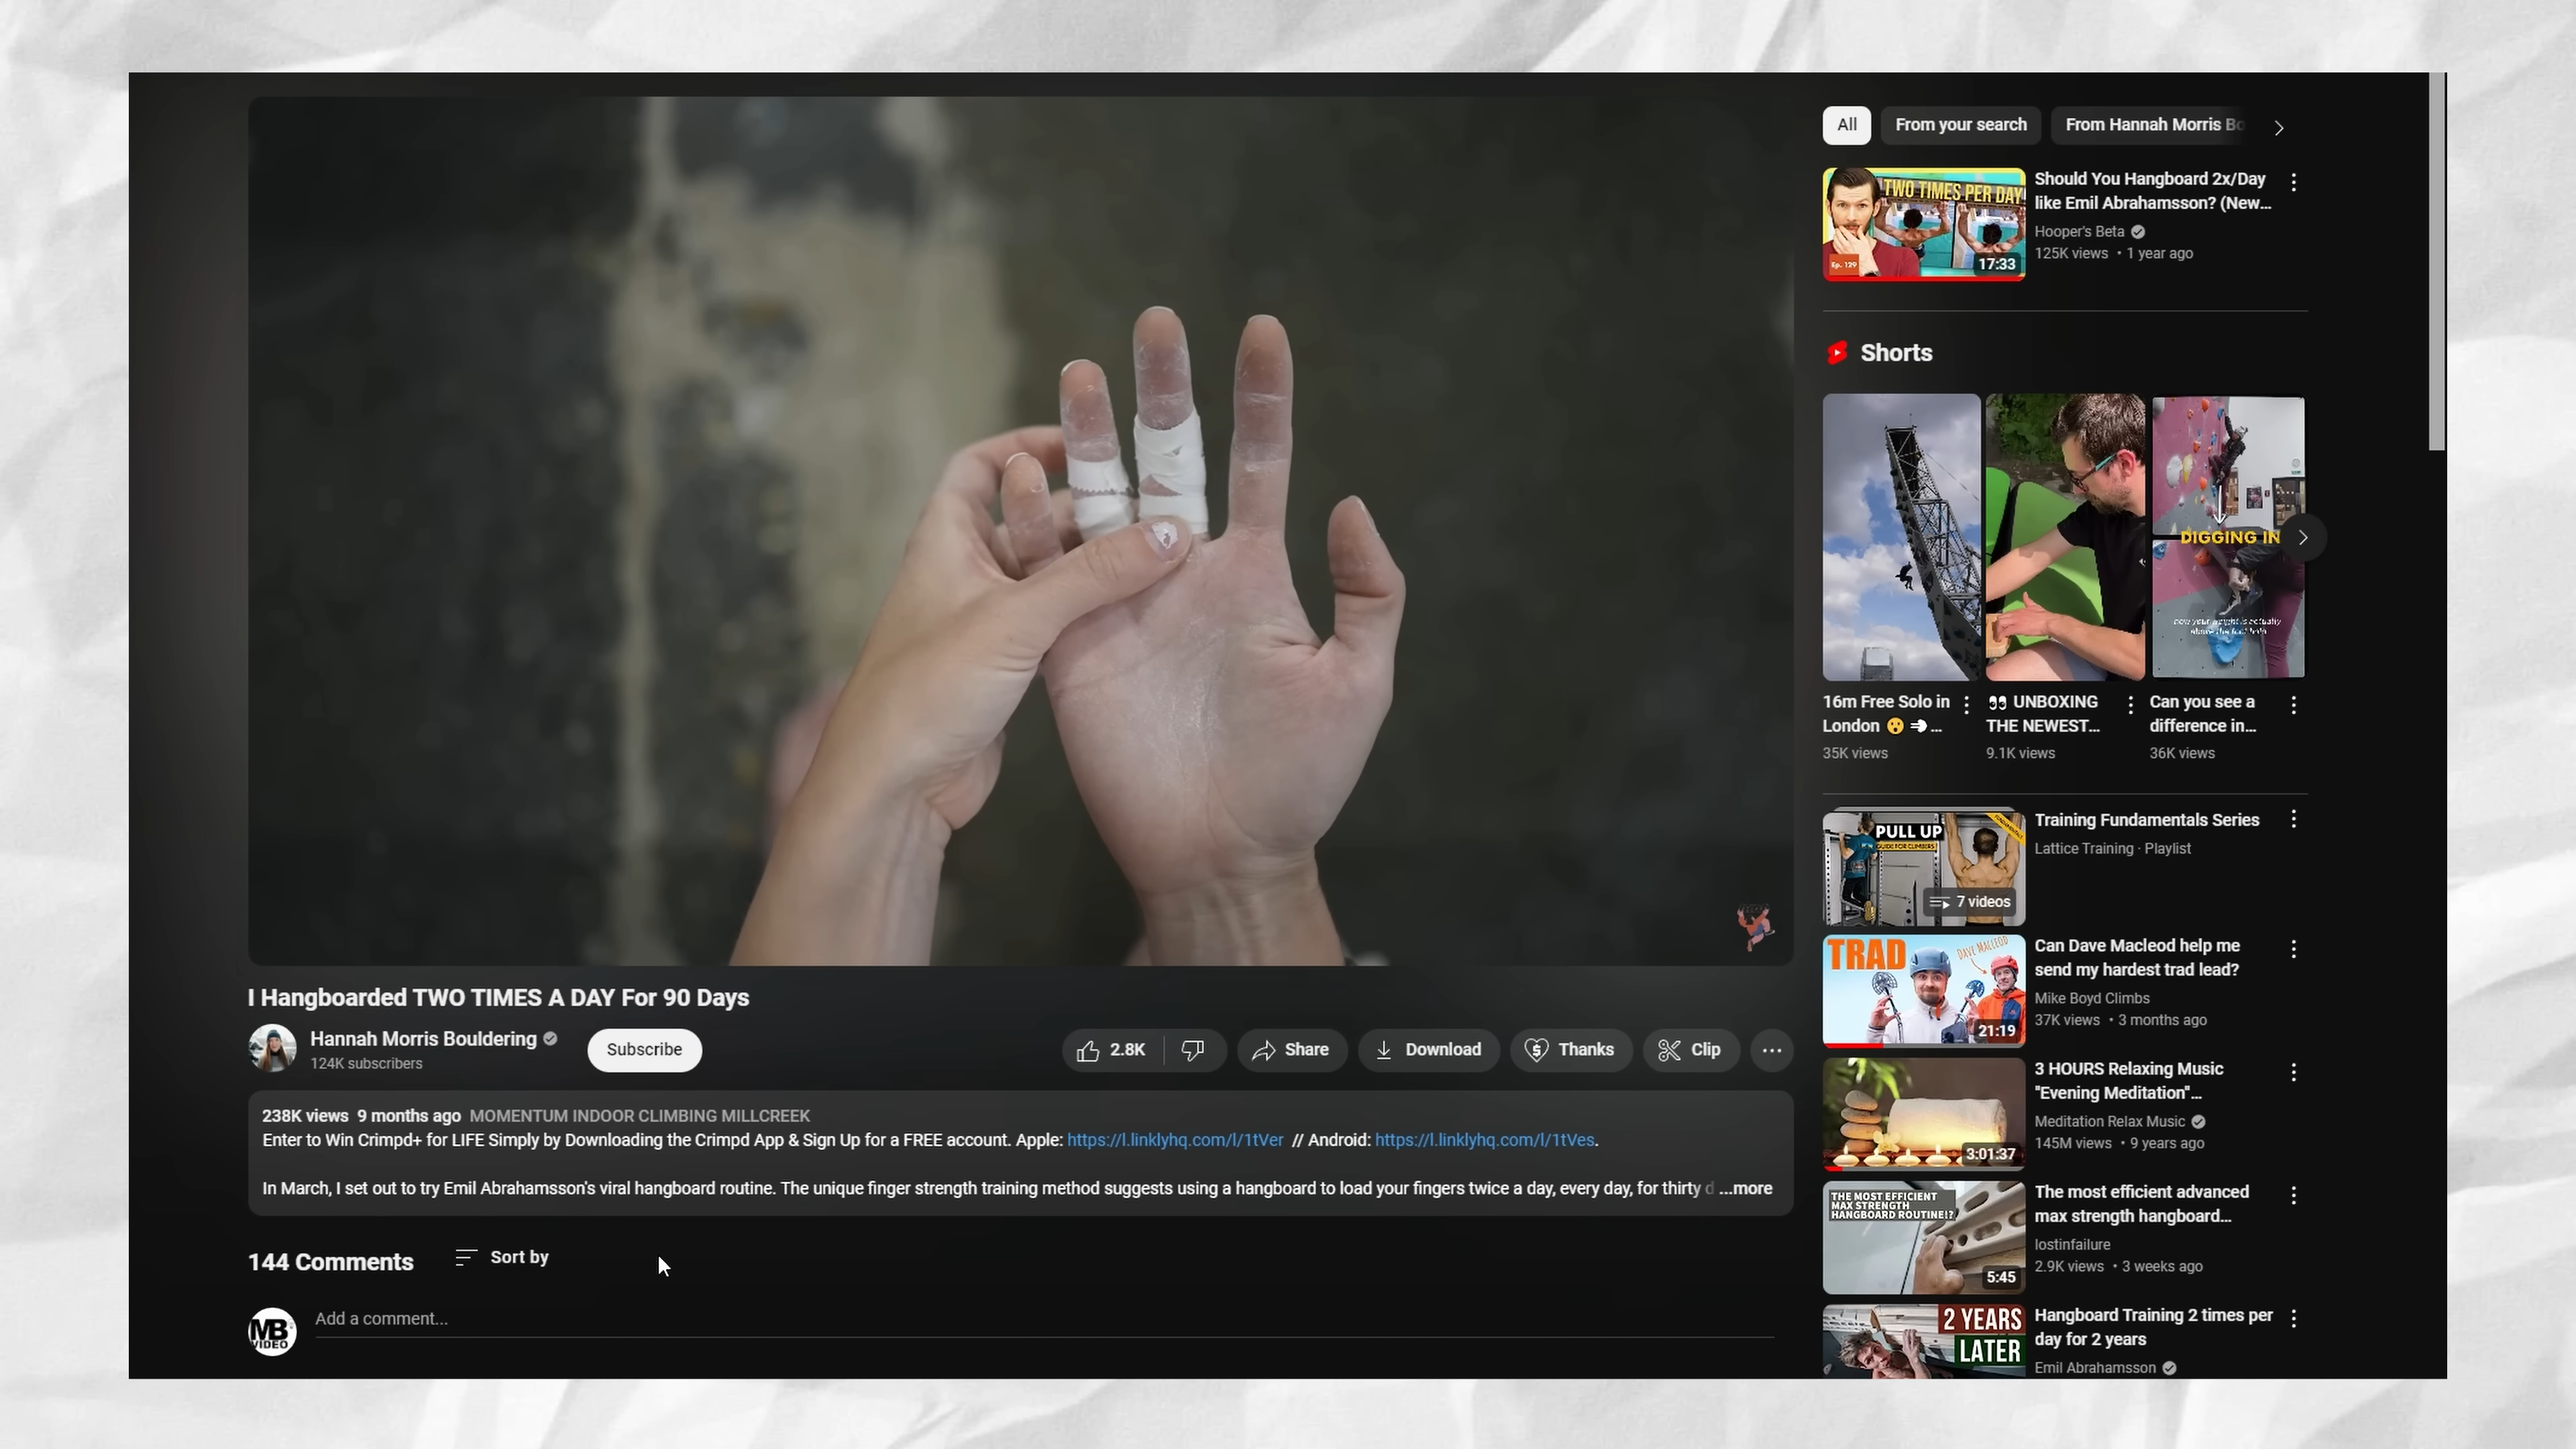 All
From your search
From Hannah Morris Bo
TWO TIMES PER DAY
Ep. 129
17:33
Should You Hangboard 2x/Day
like Emil Abrahamsson? (New...
Hooper's Beta
125K views • 1 year ago
Shorts
DIGGING IN
now your weight is actually
above the foot hold
16m Free Solo in
London 😮 💨 ...
35K views
👀 UNBOXING
THE NEWEST...
9.1K views
Can you see a
difference in...
36K views
PULL UP
GUIDE FOR CLIMBERS
7 videos
Training Fundamentals Series
Lattice Training · Playlist
TRAD
DAVE MACLEOD
21:19
Can Dave Macleod help me
send my hardest trad lead?
Mike Boyd Climbs
37K views • 3 months ago
3:01:37
3 HOURS Relaxing Music
"Evening Meditation"...
Meditation Relax Music
145M views • 9 years ago
THE MOST EFFICIENT
MAX STRENGTH
HANGBOARD ROUTINE!?
5:45
The most efficient advanced
max strength hangboard...
lostinfailure
2.9K views • 3 weeks ago
2 YEARS
LATER
Hangboard Training 2 times per
day for 2 years
Emil Abrahamsson
I Hangboarded TWO TIMES A DAY For 90 Days
Hannah Morris Bouldering
124K subscribers
Subscribe
2.8K
Share
Download
Thanks
Clip
238K views 9 months ago MOMENTUM INDOOR CLIMBING MILLCREEK
Enter to Win Crimpd+ for LIFE Simply by Downloading the Crimpd App & Sign Up for a FREE account. Apple: https://l.linklyhq.com/l/1tVer // Android: https://l.linklyhq.com/l/1tVes.
In March, I set out to try Emil Abrahamsson's viral hangboard routine. The unique finger strength training method suggests using a hangboard to load your fingers twice a day, every day, for thirty d ...more
144 Comments
Sort by
MB
VIDEO
Add a comment...